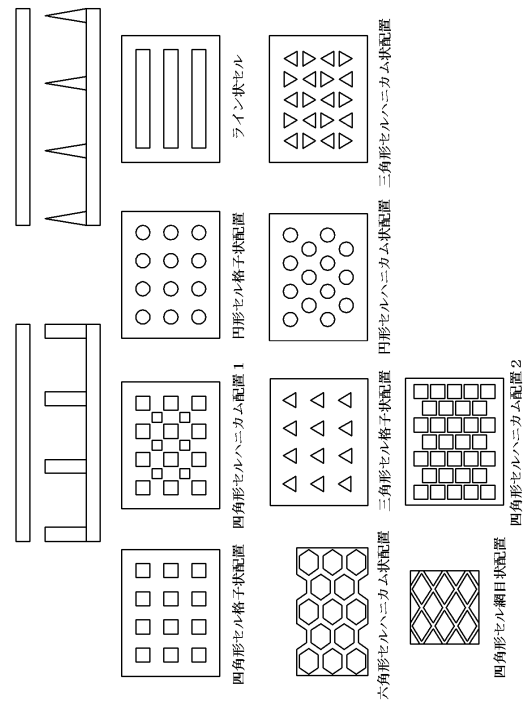 四角形セル格子状配置
四角形セルハニカム配置1
円形セル格子状配置
ライン状セル
六角形セルハニカム状配置
三角形セル格子状配置
円形セルハニカム状配置
三角形セルハニカム状配置
四角形セル網目状配置
四角形セルハニカム配置2